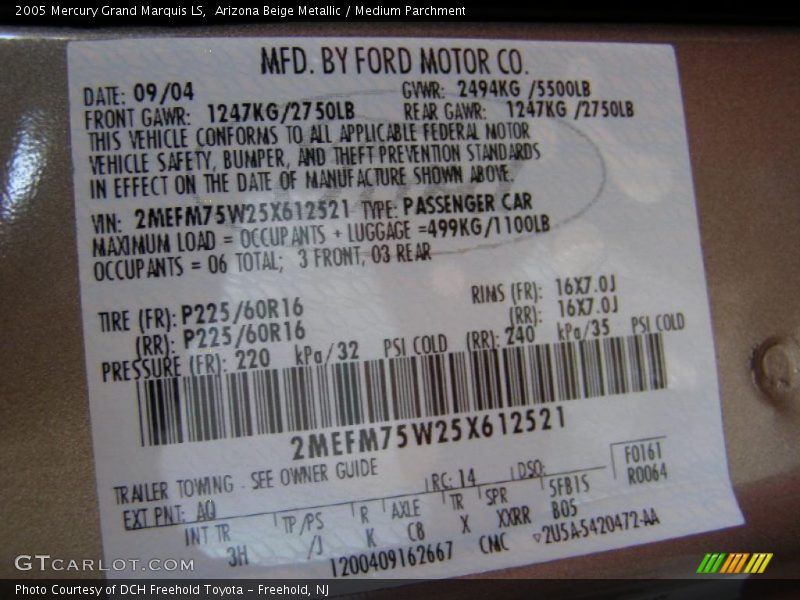 2005 Mercury Grand Marquis LS, Arizona Beige Metallic / Medium Parchment
MFD. BY FORD MOTOR CO.
DATE: 09/04 GVWR: 2494KG /5500LB
FRONT GAWR: 1247KG/2750LB REAR GAWR: 1247KG /2750LB
THIS VEHICLE CONFORMS TO ALL APPLICABLE FEDERAL MOTOR
VEHICLE SAFETY, BUMPER, AND THEFT PREVENTION STANDARDS
IN EFFECT ON THE DATE OF MANUFACTURE SHOWN ABOVE.
VIN: 2MEFM75W25X612521 TYPE: PASSENGER CAR
MAXIMUM LOAD = OCCUPANTS + LUGGAGE =499KG/1100LB
OCCUPANTS = 06 TOTAL; 3 FRONT, 03 REAR
TIRE (FR): P225/60R16 RIMS (FR): 16X7.0J
(RR): P225/60R16 (RR): 16X7.0J
PRESSURE (FR): 220 kPa/32 PSI COLD (RR): 240 kPa/35 PSI COLD
2MEFM75W25X612521
TRAILER TOWING - SEE OWNER GUIDE
EXT PNT: AQ RC: 14 DSO: F0161
INT TR TP/PS R AXLE TR SPR 5FB15 R0064
3H /J K CB X XXRR B05
1200409162667 CMC ▽2U5A-5420472-AA
GTCARLOT.COM
Photo Courtesy of DCH Freehold Toyota - Freehold, NJ